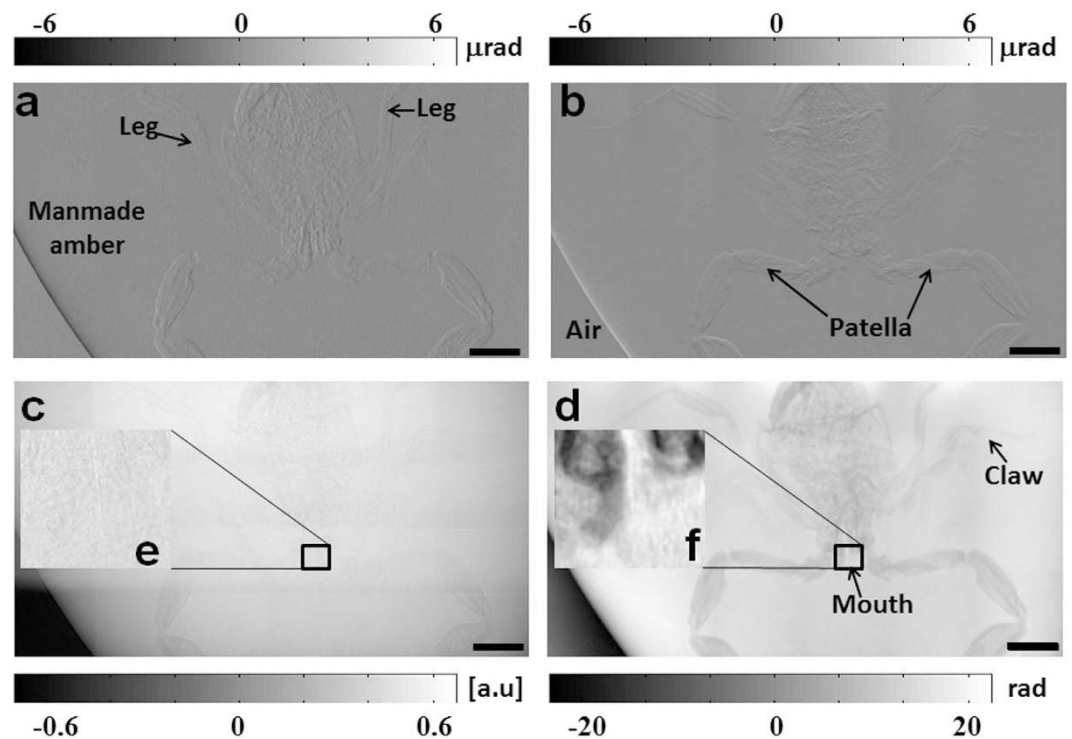 -6 0 6
μrad
-6 0 6
μrad
a
Leg
Leg
Manmade
amber
b
Air
Patella
c
e
d
Claw
f
Mouth
[a.u]
-0.6 0 0.6
rad
-20 0 20